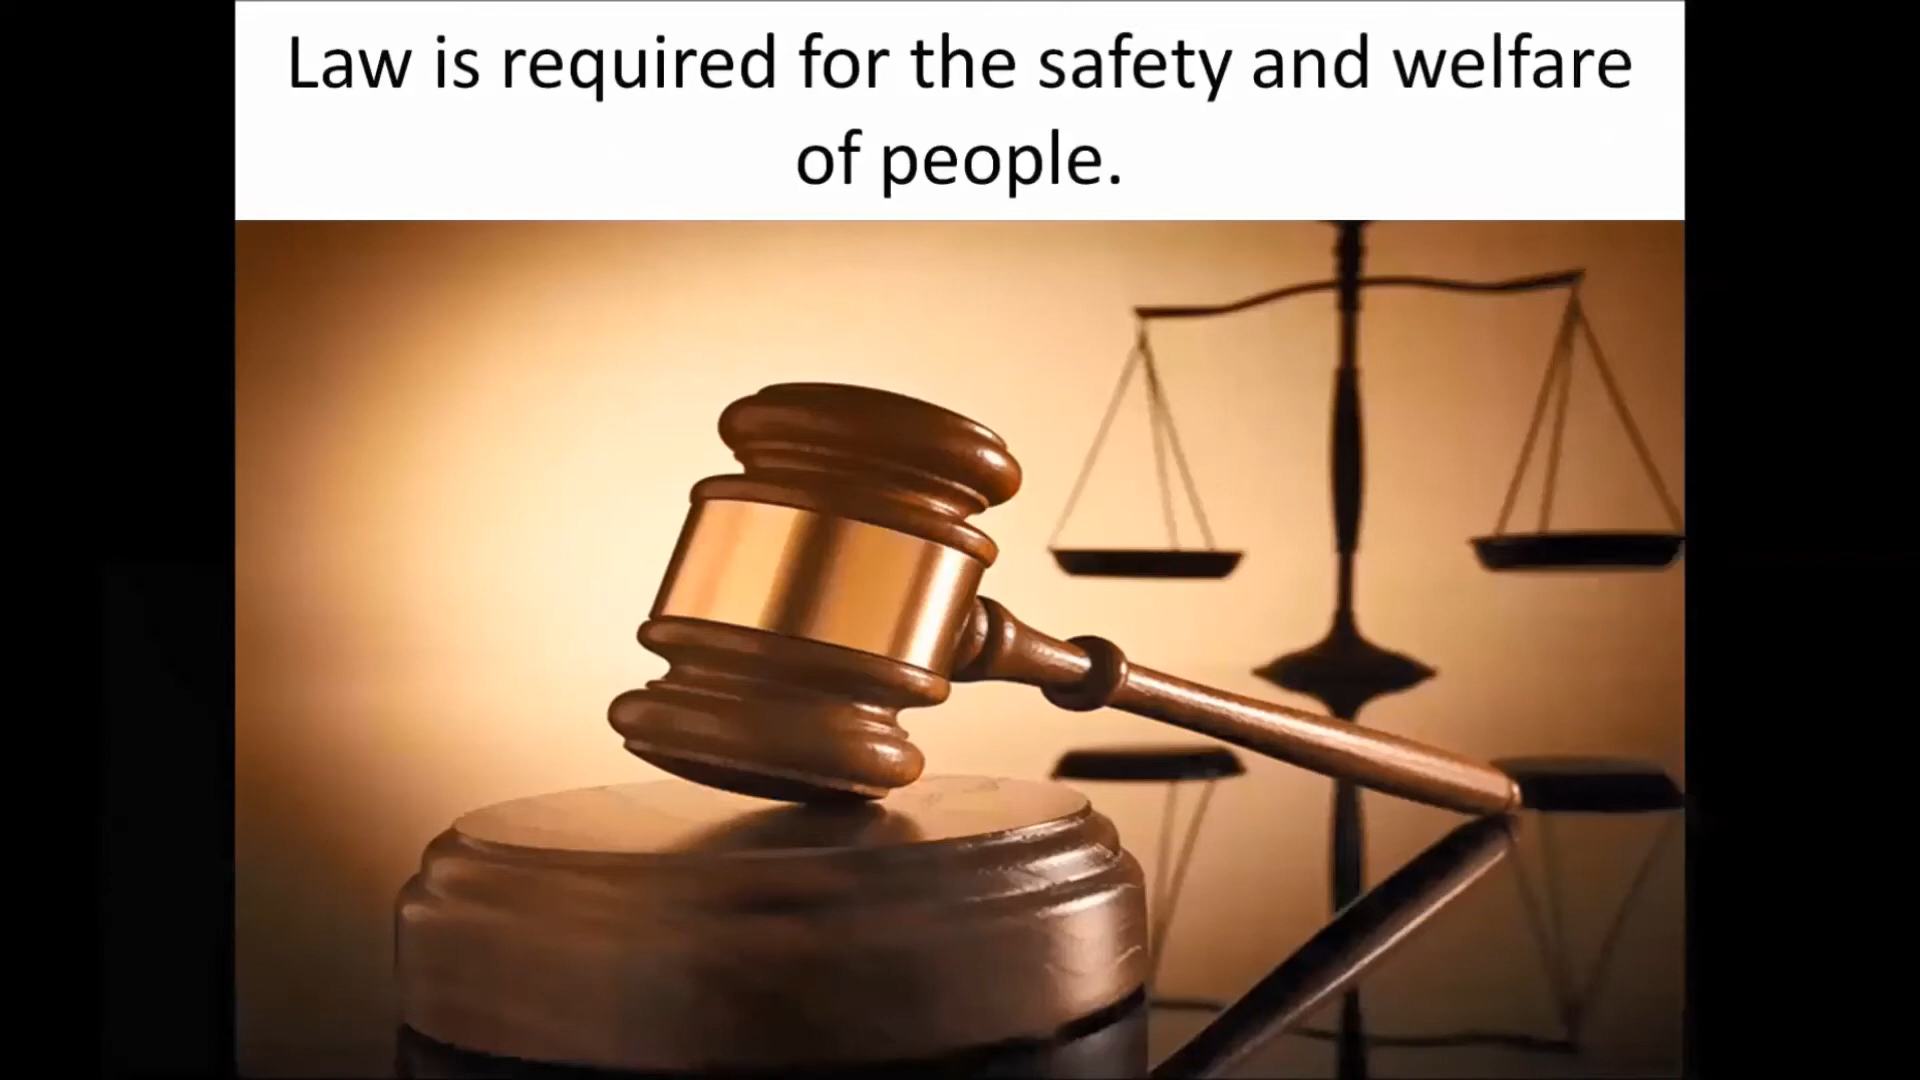 Law is required for the safety and welfare
of people.